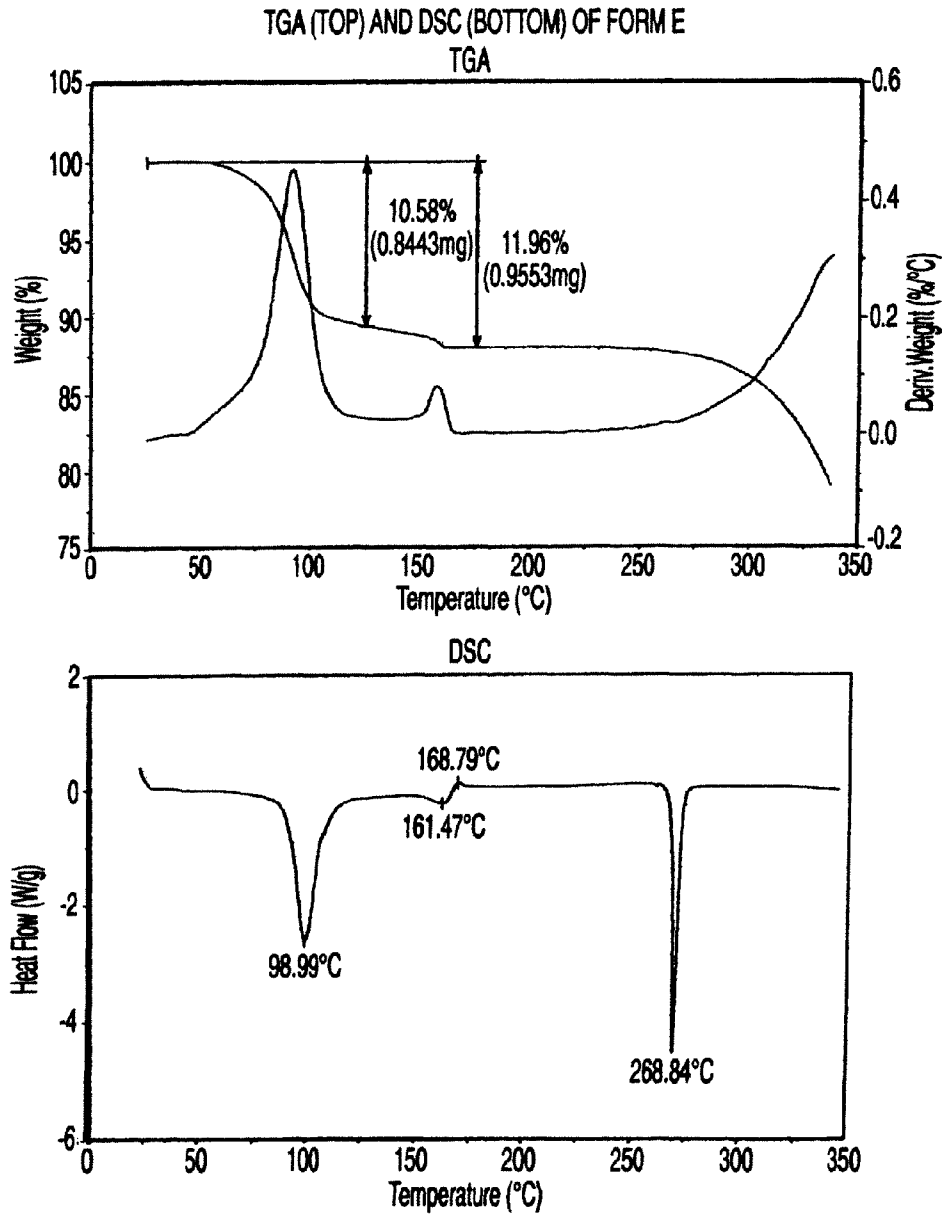 TGA (TOP) AND DSC (BOTTOM) OF FORM E
TGA
105
100
95
90
85
80
75
Weight (%)
0.6
0.4
0.2
0.0
-0.2
Deriv. Weight (%/°C)
10.58%
(0.8443mg)
11.96%
(0.9553mg)
0 50 100 150 200 250 300 350
Temperature (°C)
DSC
2
0
-2
-4
-6
Heat Flow (W/g)
168.79°C
161.47°C
98.99°C
268.84°C
0 50 100 150 200 250 300 350
Temperature (°C)